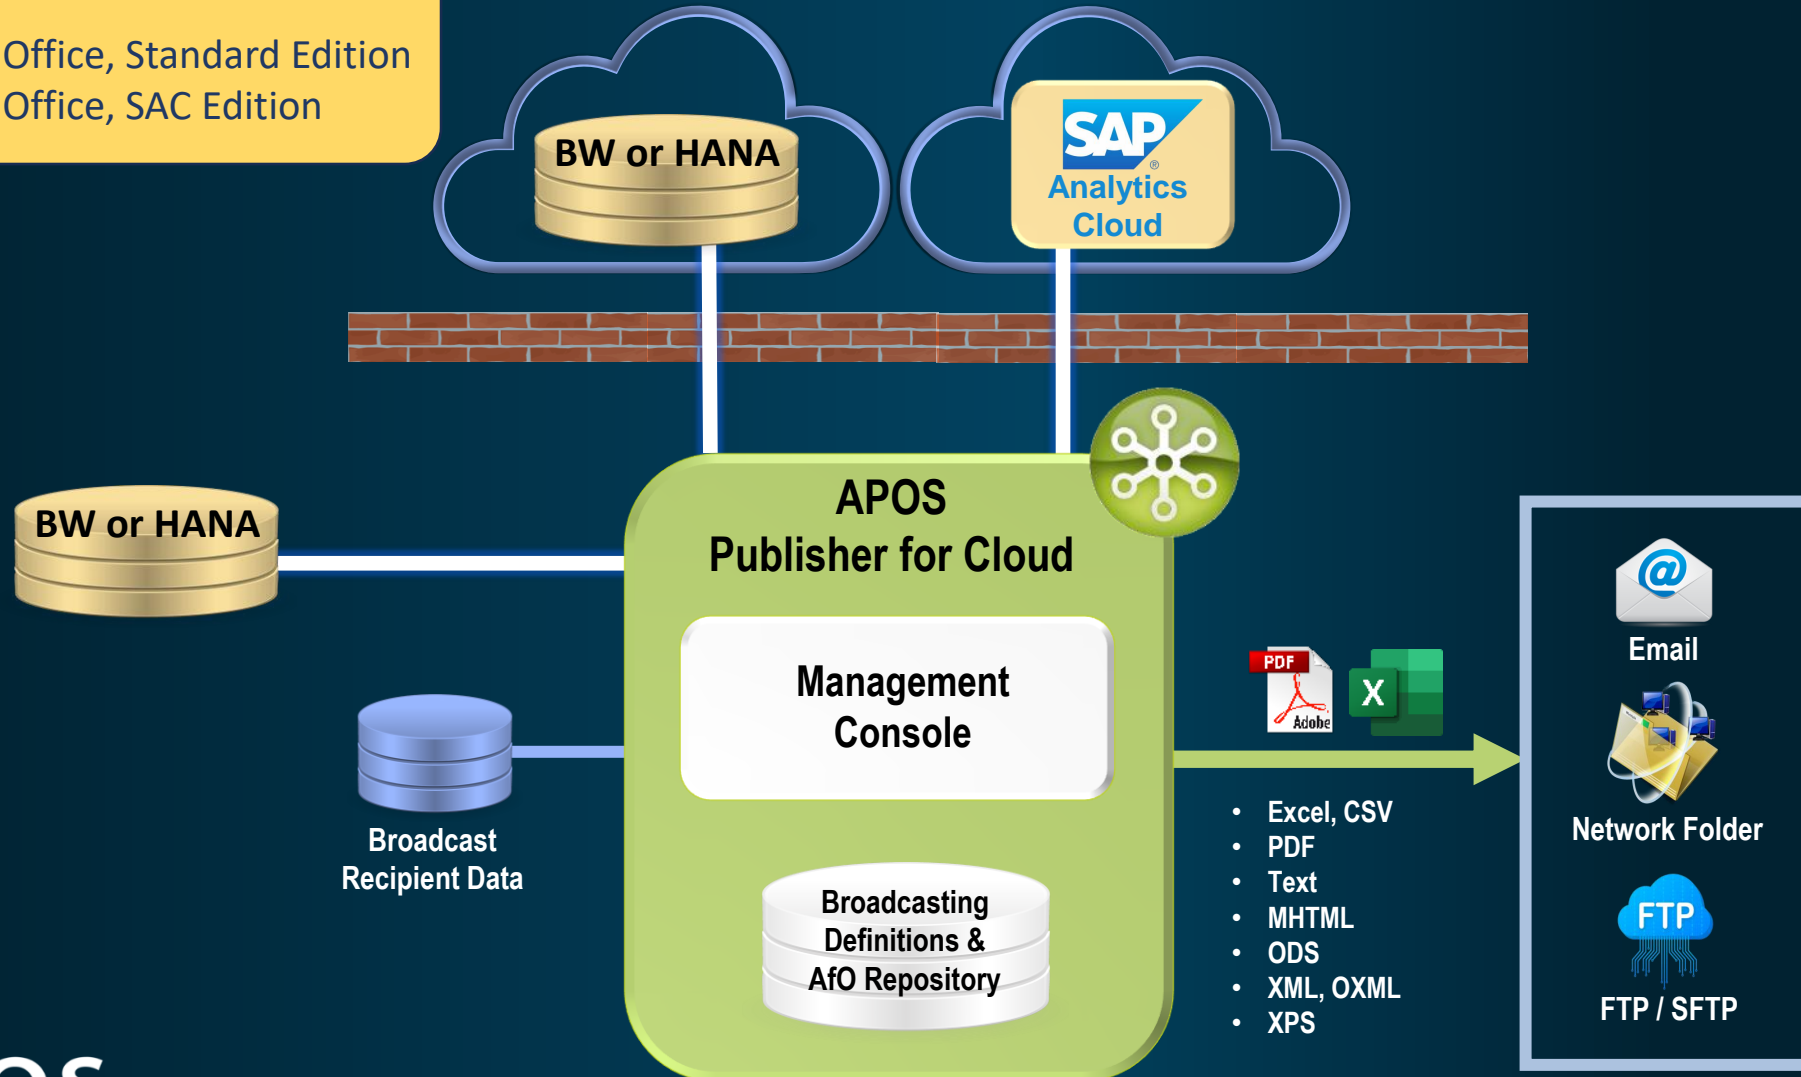 Office, Standard Edition
Office, SAC Edition
BW or HANA
SAP
®
Analytics
Cloud
BW or HANA
APOS
Publisher for Cloud
Management
Console
Broadcast
Recipient Data
Broadcasting
Definitions &
AfO Repository
PDF
Adobe
X
• Excel, CSV
• PDF
• Text
• MHTML
• ODS
• XML, OXML
• XPS
@
Email
Network Folder
FTP
FTP / SFTP